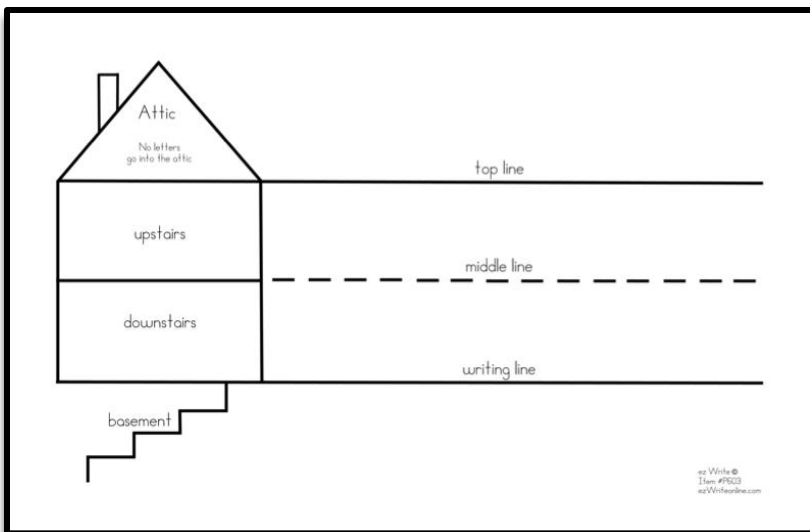 Attic
No letters
go into the attic
top line
upstairs
middle line
downstairs
writing line
basement
ez Write ©
Item #P603
ezWriteonline.com